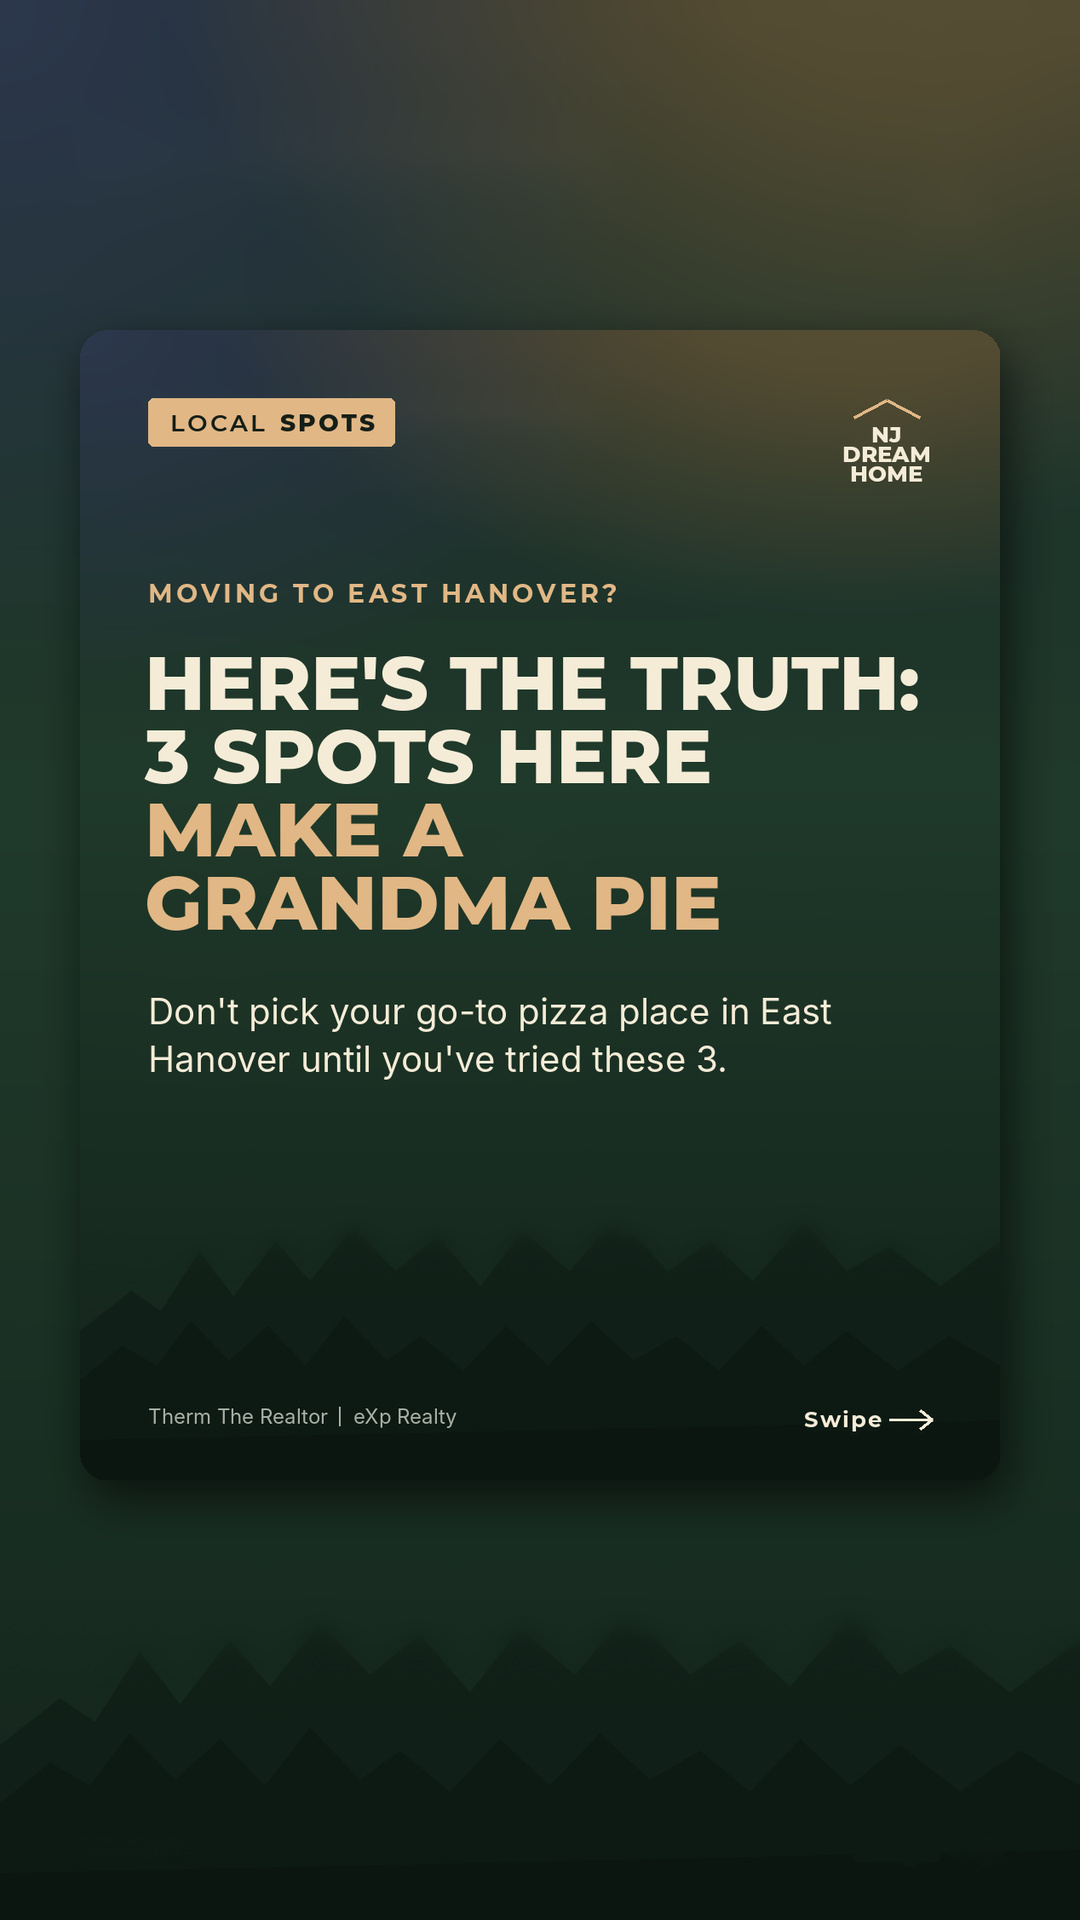 LOCAL SPOTS
NJ
DREAM
HOME
MOVING TO EAST HANOVER?
HERE'S THE TRUTH:
3 SPOTS HERE
MAKE A
GRANDMA PIE
Don't pick your go-to pizza place in East
Hanover until you've tried these 3.
Therm The Realtor | eXp Realty
Swipe